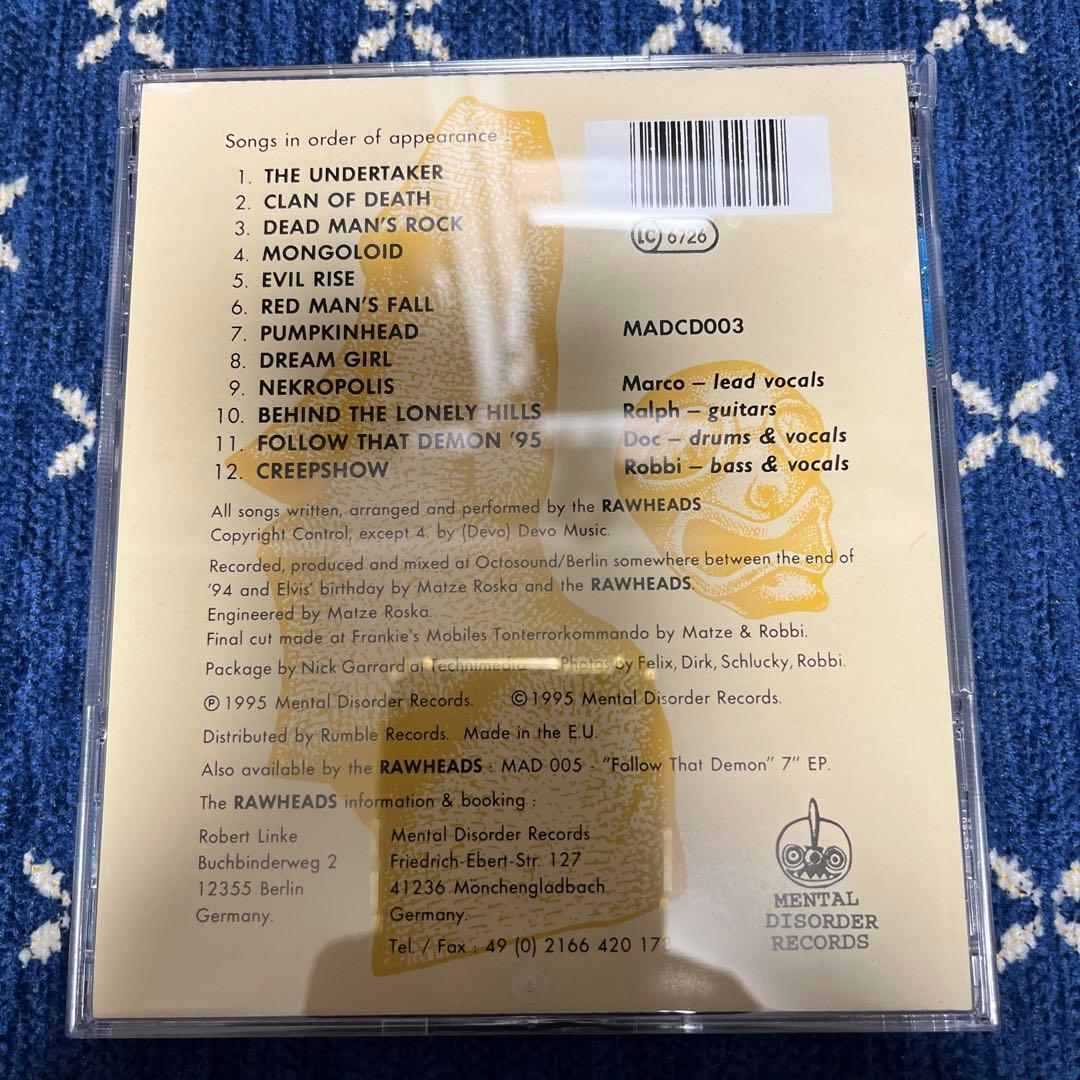 Songs in order of appearance :
1. THE UNDERTAKER
2. CLAN OF DEATH
3. DEAD MAN'S ROCK
4. MONGOLOID
5. EVIL RISE
6. RED MAN'S FALL
7. PUMPKINHEAD
8. DREAM GIRL
9. NEKROPOLIS
10. BEHIND THE LONELY HILLS
11. FOLLOW THAT DEMON '95
12. CREEPSHOW
LC 6726
MADCD003
Marco – lead vocals
Ralph – guitars
Doc – drums & vocals
Robbi – bass & vocals
All songs written, arranged and performed by the RAWHEADS
Copyright Control, except 4. by (Devo) Devo Music.
Recorded, produced and mixed at Octosound/Berlin somewhere between the end of
'94 and Elvis' birthday by Matze Roska and the RAWHEADS.
Engineered by Matze Roska.
Final cut made at Frankie's Mobiles Tonterrorkommando by Matze & Robbi.
Package by Nick Garrard at Technimedia. Photos by Felix, Dirk, Schlucky, Robbi.
℗ 1995 Mental Disorder Records. © 1995 Mental Disorder Records.
Distributed by Rumble Records. Made in the E.U.
Also available by the RAWHEADS : MAD 005 - "Follow That Demon" 7" EP.
The RAWHEADS information & booking :
Robert Linke
Buchbinderweg 2
12355 Berlin
Germany.
Mental Disorder Records
Friedrich-Ebert-Str. 127
41236 Mönchengladbach
Germany.
Tel. / Fax : 49 (0) 2166 420 178
MENTAL
DISORDER
RECORDS